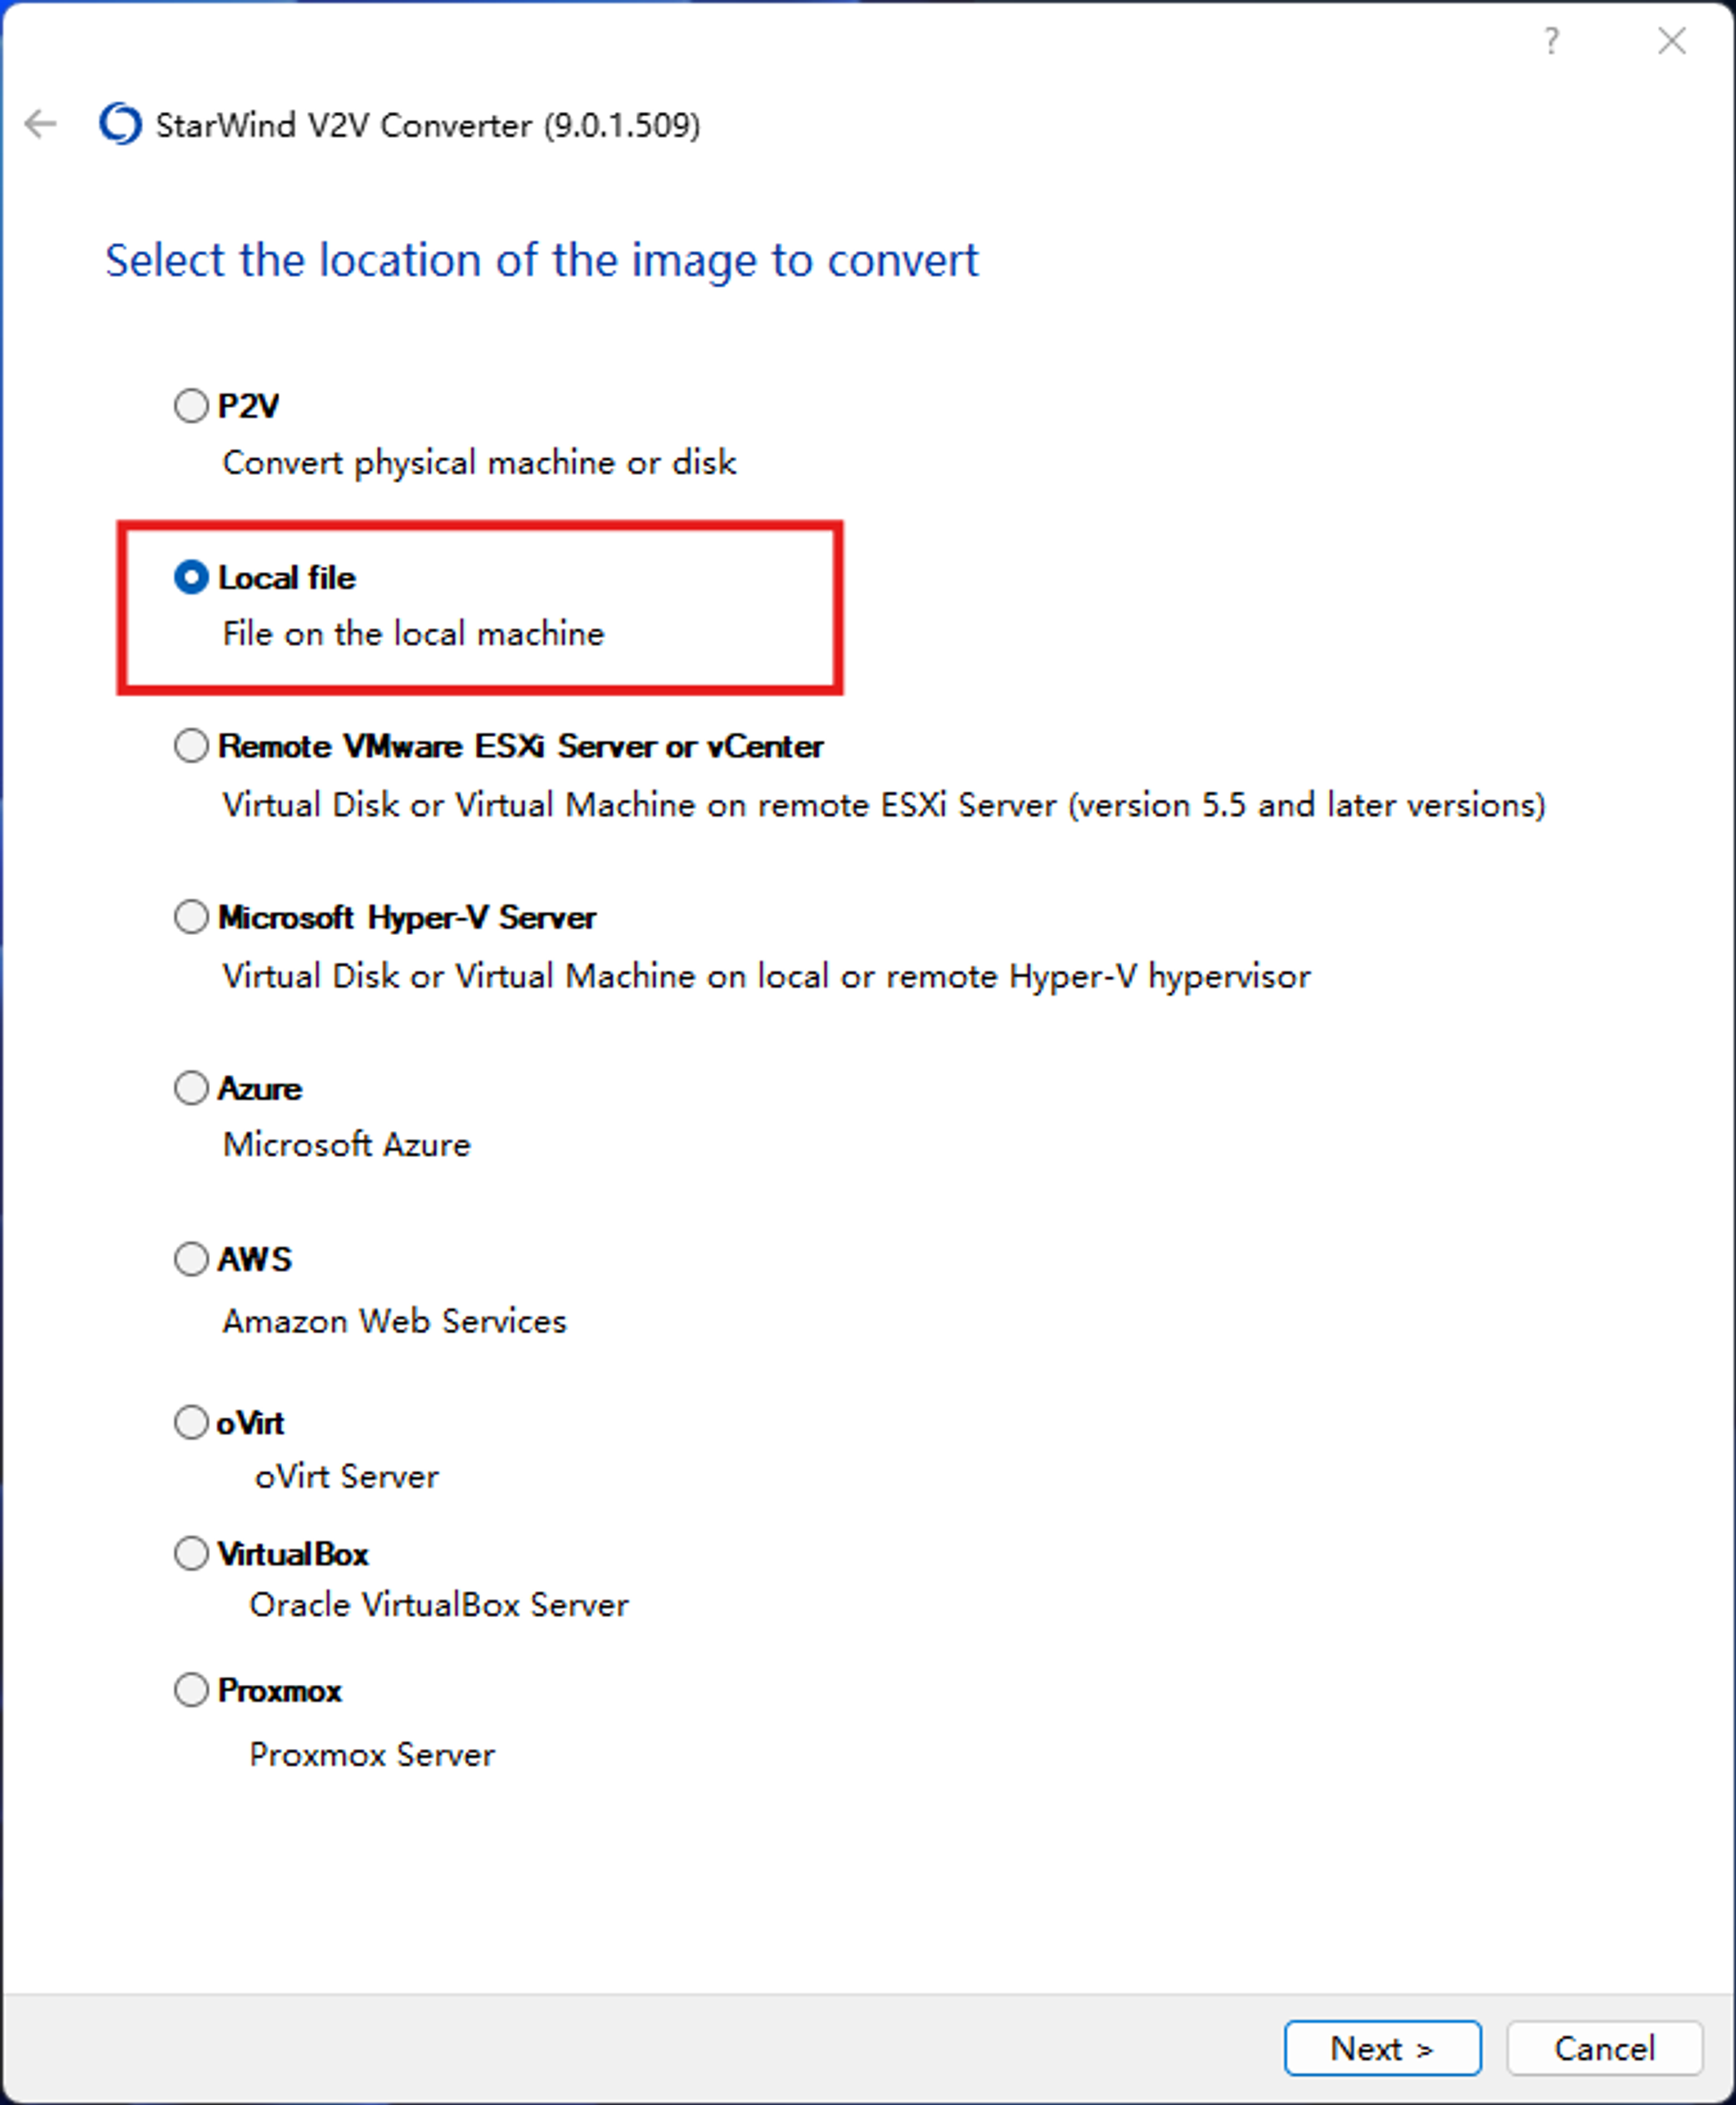 ?
StarWind V2V Converter (9.0.1.509)
Select the location of the image to convert
P2V
Convert physical machine or disk
Local file
File on the local machine
Remote VMware ESXi Server or vCenter
Virtual Disk or Virtual Machine on remote ESXi Server (version 5.5 and later versions)
Microsoft Hyper-V Server
Virtual Disk or Virtual Machine on local or remote Hyper-V hypervisor
Azure
Microsoft Azure
AWS
Amazon Web Services
oVirt
oVirt Server
VirtualBox
Oracle VirtualBox Server
Proxmox
Proxmox Server
Next > Cancel